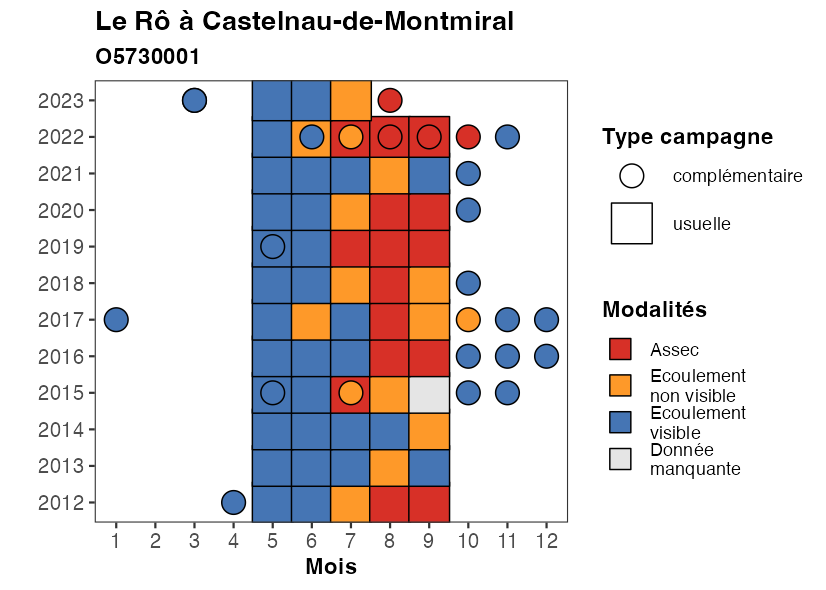 Le Rô à Castelnau-de-Montmiral
O5730001
2023
2022
2021
2020
2019
2018
2017
2016
2015
2014
2013
2012
1 2 3 4 5 6 7 8 9 10 11 12
Mois
Type campagne
complémentaire
usuelle
Modalités
Assec
Ecoulement
non visible
Ecoulement
visible
Donnée
manquante